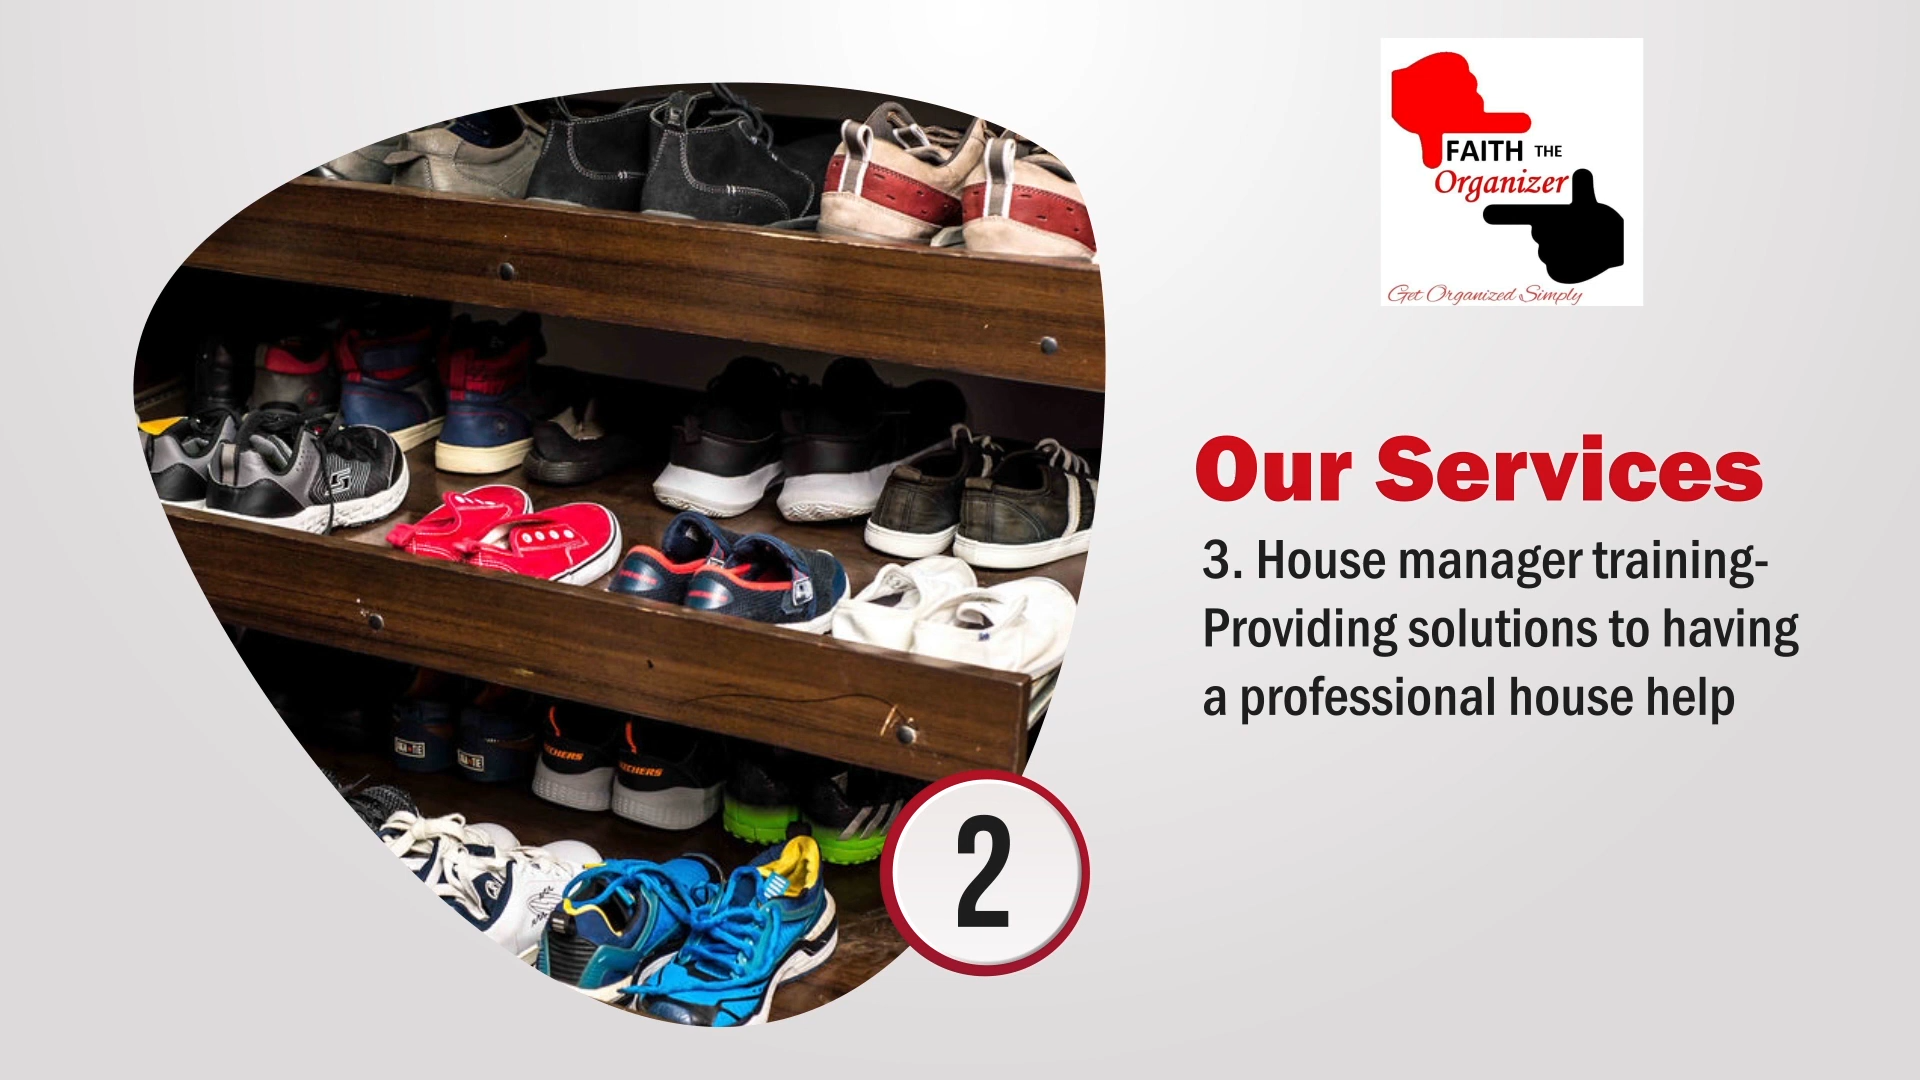 FAITH THE
Organizer
Get Organized Simply
Our Services
3. House manager training-
Providing solutions to having
a professional house help
SKECHERS
2